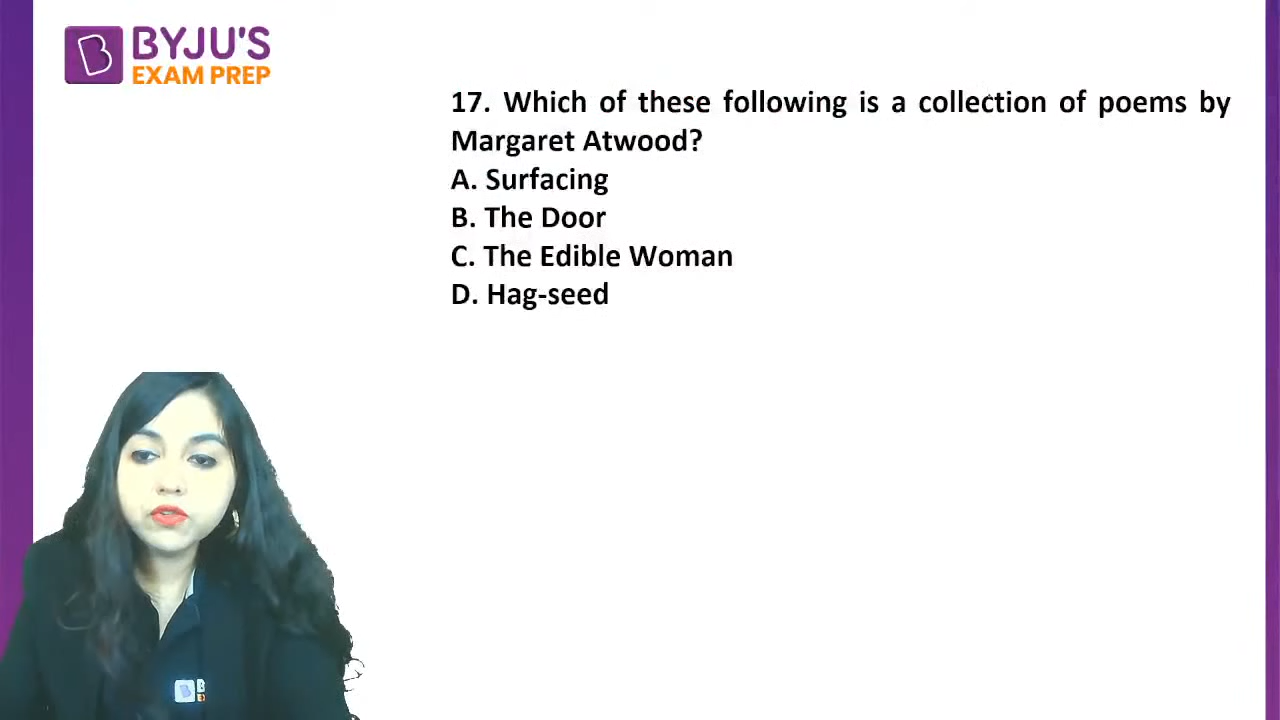 BYJU'S
EXAM PREP
17. Which of these following is a collection of poems by
Margaret Atwood?
A. Surfacing
B. The Door
C. The Edible Woman
D. Hag-seed